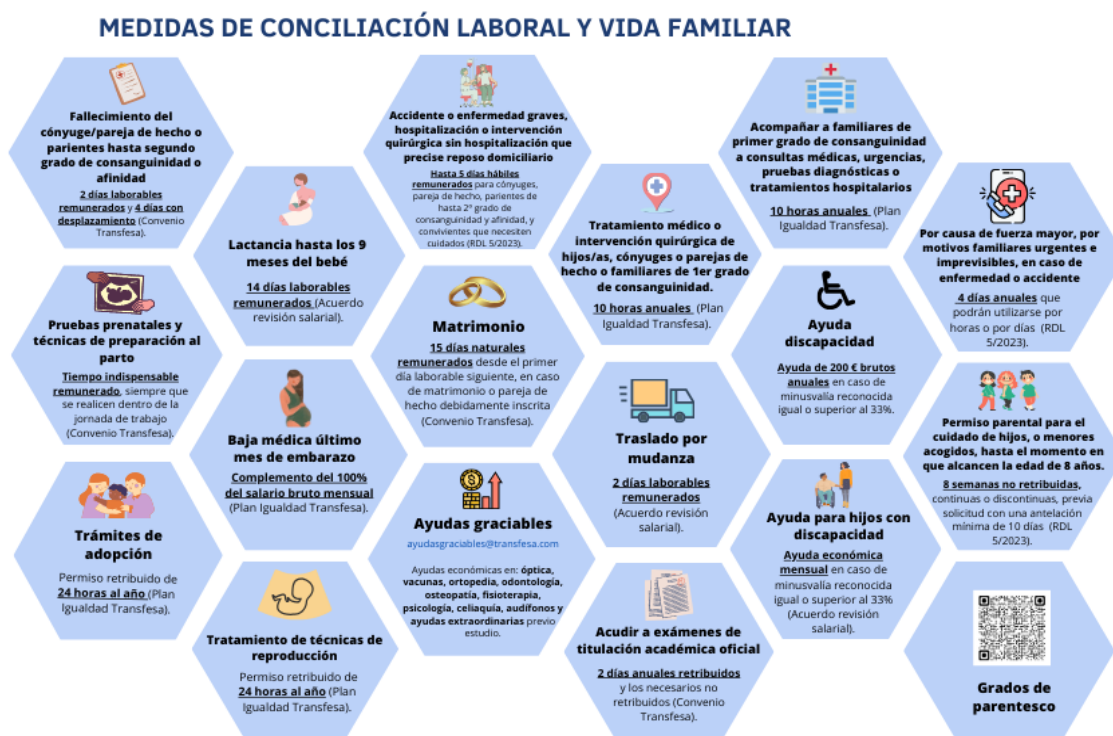 MEDIDAS DE CONCILIACIÓN LABORAL Y VIDA FAMILIAR
Fallecimiento del
cónyuge/pareja de hecho o
parientes hasta segundo
grado de consanguinidad o
afinidad
2 días laborables
remunerados y 4 días con
desplazamiento (Convenio
Transfesa).
Accidente o enfermedad graves,
hospitalización o intervención
quirúrgica sin hospitalización que
precise reposo domiciliario
Hasta 5 días hábiles
remunerados para cónyuges,
pareja de hecho, parientes de
hasta 2º grado de
consanguinidad y afinidad, y
convivientes que necesiten
cuidados (RDL 5/2023).
Acompañar a familiares de
primer grado de consanguinidad
a consultas médicas, urgencias,
pruebas diagnósticas o
tratamientos hospitalarios
10 horas anuales (Plan
Igualdad Transfesa).
Lactancia hasta los 9
meses del bebé
14 días laborables
remunerados (Acuerdo
revisión salarial).
Tratamiento médico o
intervención quirúrgica de
hijos/as, cónyuges o parejas de
hecho o familiares de 1er grado
de consanguinidad.
10 horas anuales (Plan
Igualdad Transfesa).
Por causa de fuerza mayor, por
motivos familiares urgentes e
imprevisibles, en caso de
enfermedad o accidente
4 días anuales que
podrán utilizarse por
horas o por días (RDL
5/2023).
Pruebas prenatales y
técnicas de preparación al
parto
Tiempo indispensable
remunerado, siempre que
se realicen dentro de la
jornada de trabajo
(Convenio Transfesa).
Matrimonio
15 días naturales
remunerados desde el primer
día laborable siguiente, en caso
de matrimonio o pareja de
hecho debidamente inscrita
(Convenio Transfesa).
Ayuda
discapacidad
Ayuda de 200 € brutos
anuales en caso de
minusvalía reconocida
igual o superior al 33%.
Baja médica último
mes de embarazo
Complemento del 100%
del salario bruto mensual
(Plan Igualdad Transfesa).
Traslado por
mudanza
2 días laborables
remunerados
(Acuerdo revisión
salarial).
Permiso parental para el
cuidado de hijos, o menores
acogidos, hasta el momento en
que alcancen la edad de 8 años.
8 semanas no retribuidas,
continuas o discontinuas, previa
solicitud con una antelación
mínima de 10 días (RDL
5/2023).
Trámites de
adopción
Permiso retribuido de
24 horas al año (Plan
Igualdad Transfesa).
Ayudas graciables
ayudasgraciables@transfesa.com
Ayudas económicas en: óptica,
vacunas, ortopedia, odontología,
osteopatía, fisioterapia,
psicología, celiaquía, audífonos y
ayudas extraordinarias previo
estudio.
Ayuda para hijos con
discapacidad
Ayuda económica
mensual en caso de
minusvalía reconocida
igual o superior al 33%
(Acuerdo revisión
salarial).
Tratamiento de técnicas de
reproducción
Permiso retribuido de
24 horas al año (Plan
Igualdad Transfesa).
Acudir a exámenes de
titulación académica oficial
2 días anuales retribuidos
y los necesarios no
retribuidos (Convenio
Transfesa).
Grados de
parentesco